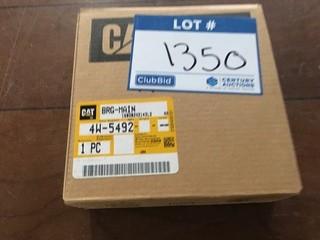 CAT
LOT #
1350
ClubBid
CENTURY AUCTIONS
CAT
BRG-MAIN
4W-5492
1 PC